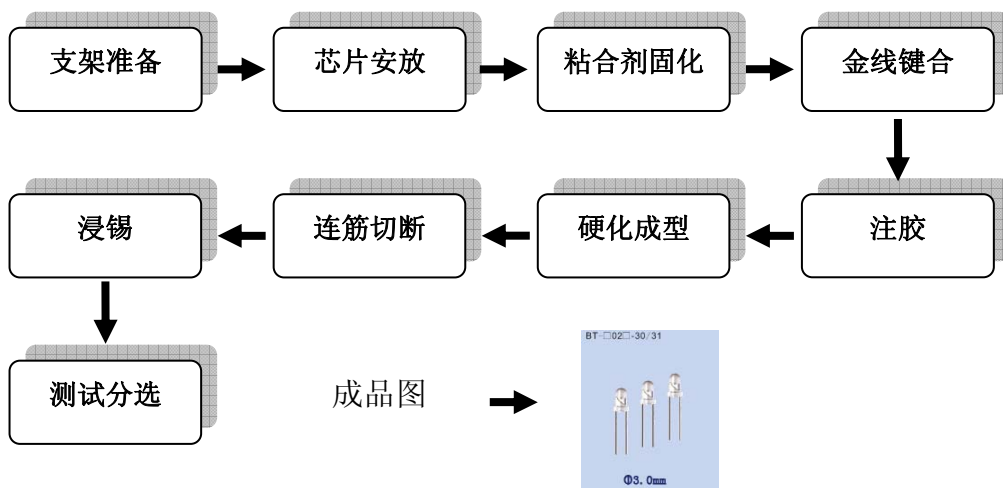 支架准备
芯片安放
粘合剂固化
金线键合
注胶
硬化成型
连筋切断
浸锡
测试分选
成品图
BT-□02□-30/31
Φ3.0mm